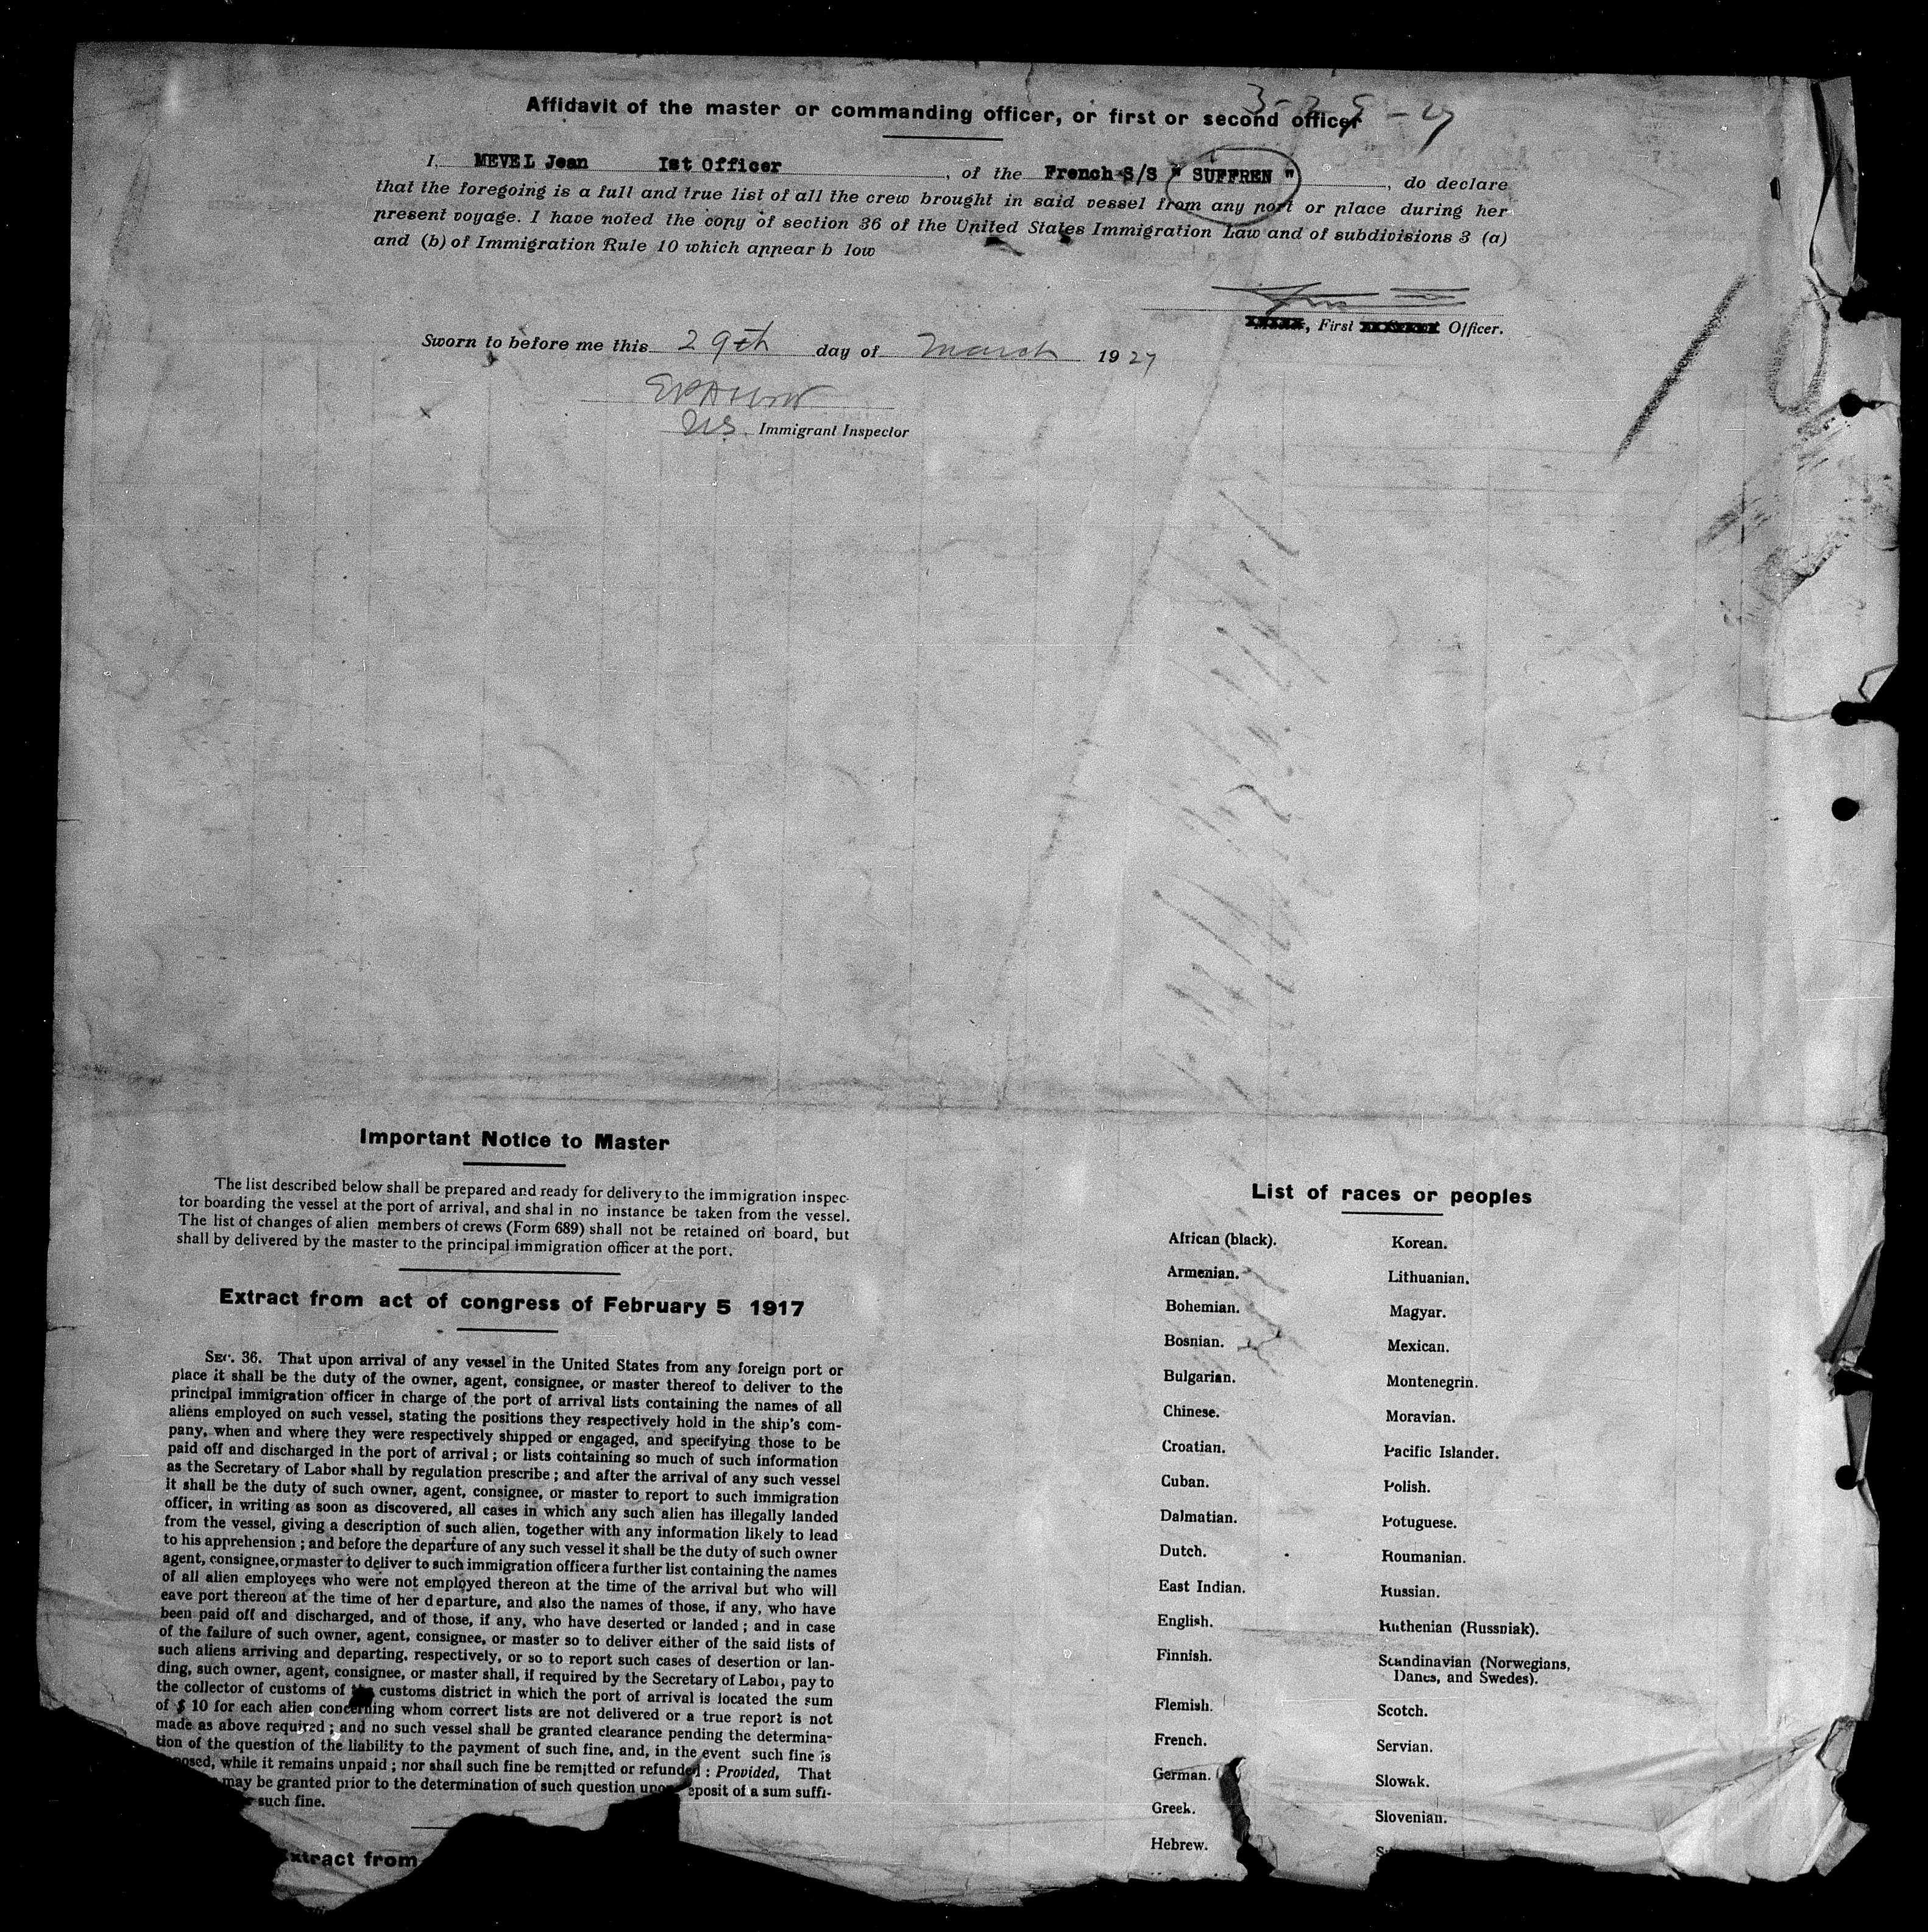 3-29-27
Affidavit of the master or commanding officer, or first or second officer
I. MEVEL Jean 1st Officer, of the French S/S " SUFFREN ", do declare
that the foregoing is a full and true list of all the crew brought in said vessel from any port or place during her
present voyage. I have noted the copy of section 36 of the United States Immigration Law and of subdivisions 3 (a)
and (b) of Immigration Rule 10 which appear b low
, First Officer.
Sworn to before me this 29th day of March 1927
US. Immigrant Inspector
Important Notice to Master
The list described below shall be prepared and ready for delivery to the immigration inspec-
tor boarding the vessel at the port of arrival, and shal in no instance be taken from the vessel.
The list of changes of alien members of crews (Form 689) shall not be retained on board, but
shall by delivered by the master to the principal immigration officer at the port.
Extract from act of congress of February 5 1917
SEC. 36. That upon arrival of any vessel in the United States from any foreign port or
place it shall be the duty of the owner, agent, consignee, or master thereof to deliver to the
principal immigration officer in charge of the port of arrival lists containing the names of all
aliens employed on such vessel, stating the positions they respectively hold in the ship's com-
pany, when and where they were respectively shipped or engaged, and specifying those to be
paid off and discharged in the port of arrival ; or lists containing so much of such information
as the Secretary of Labor shall by regulation prescribe ; and after the arrival of any such vessel
it shall be the duty of such owner, agent, consignee, or master to report to such immigration
officer, in writing as soon as discovered, all cases in which any such alien has illegally landed
from the vessel, giving a description of such alien, together with any information likely to lead
to his apprehension ; and before the departure of any such vessel it shall be the duty of such owner
agent, consignee, or master to deliver to such immigration officer a further list containing the names
of all alien employees who were not employed thereon at the time of the arrival but who will
eave port thereon at the time of her departure, and also the names of those, if any, who have
been paid off and discharged, and of those, if any, who have deserted or landed ; and in case
of the failure of such owner, agent, consignee, or master so to deliver either of the said lists of
such aliens arriving and departing, respectively, or so to report such cases of desertion or lan-
ding, such owner, agent, consignee, or master shall, if required by the Secretary of Labor, pay to
the collector of customs of the customs district in which the port of arrival is located the sum
of $ 10 for each alien concerning whom correct lists are not delivered or a true report is not
made as above required ; and no such vessel shall be granted clearance pending the determina-
tion of the question of the liability to the payment of such fine, and, in the event such fine is
posed, while it remains unpaid ; nor shall such fine be remitted or refunded : Provided, That
may be granted prior to the determination of such question upon eposit of a sum suffi-
such fine.
xtract from
List of races or peoples
African (black).
Armenian.
Bohemian.
Bosnian.
Bulgarian.
Chinese.
Croatian.
Cuban.
Dalmatian.
Dutch.
East Indian.
English.
Finnish.
Flemish.
French.
German.
Greek.
Hebrew.
Korean.
Lithuanian.
Magyar.
Mexican.
Montenegrin.
Moravian.
Pacific Islander.
Polish.
Potuguese.
Roumanian.
Russian.
Ruthenian (Russniak).
Scandinavian (Norwegians,
Danes, and Swedes).
Scotch.
Servian.
Slowak.
Slovenian.